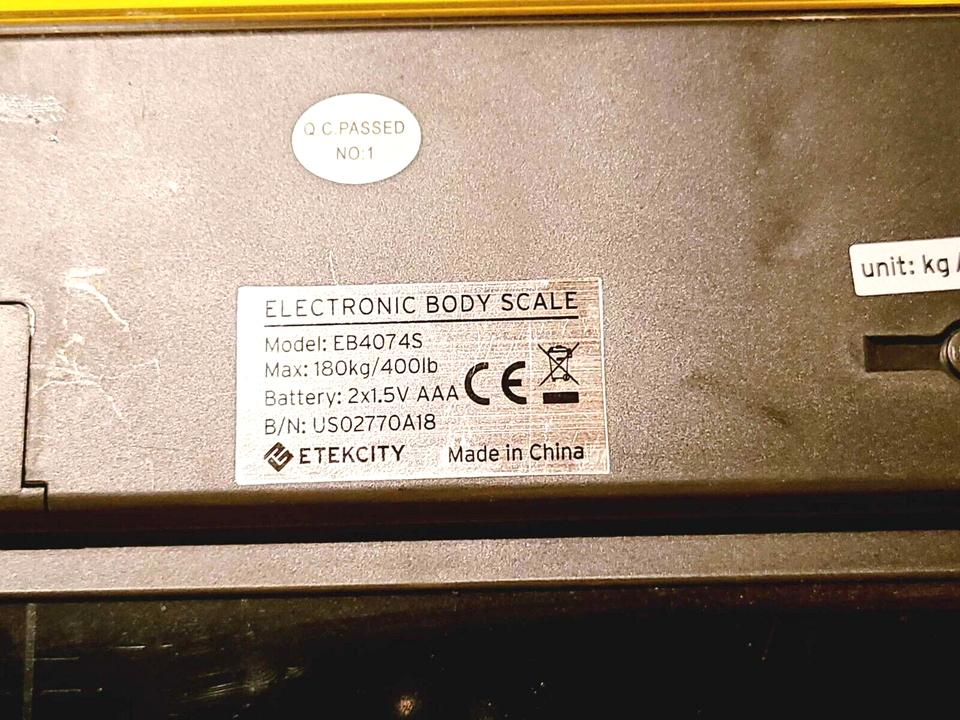 Q.C.PASSED
NO:1
unit: kg /
ELECTRONIC BODY SCALE
Model: EB4074S
Max: 180kg/400lb
Battery: 2x1.5V AAA
CE
B/N: US02770A18
ETEKCITY Made in China